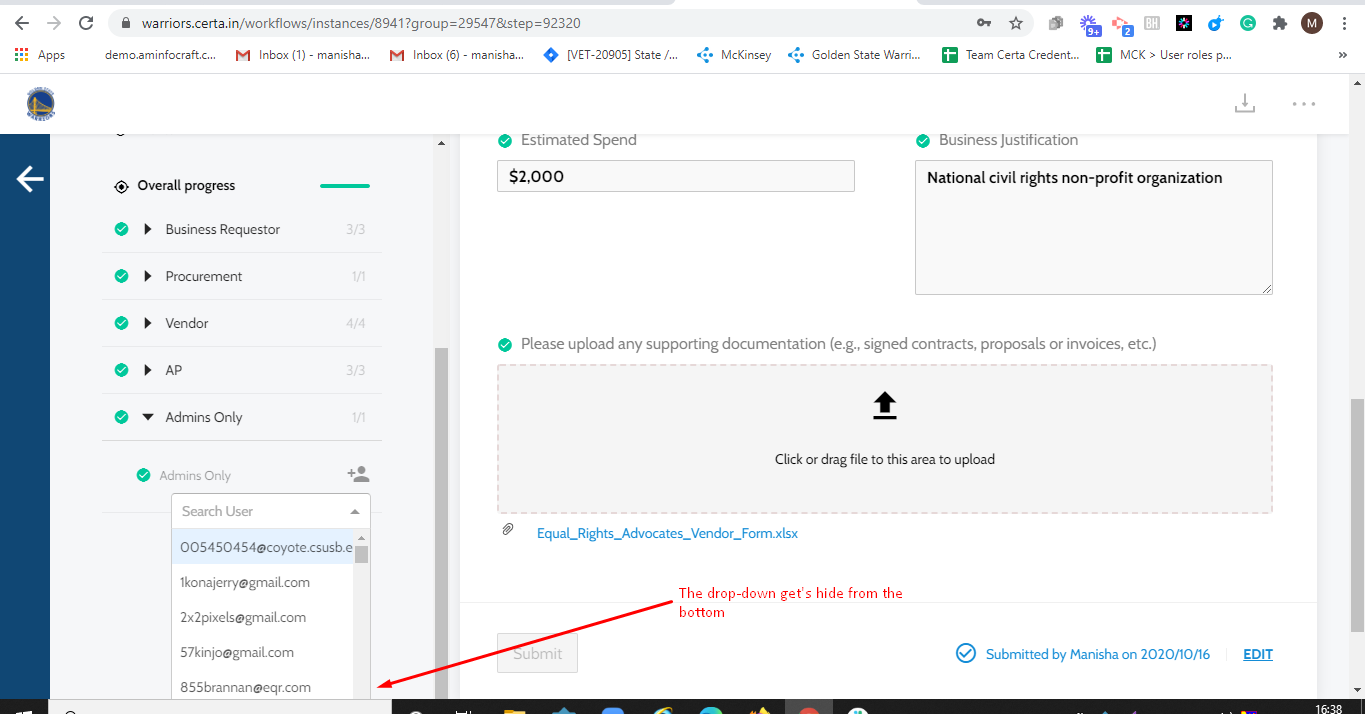 warriors.certa.in/workflows/instances/8941?group=29547&step=92320
9+
2
BH
M
Apps
demo.aminfocraft.c...
Inbox (1) - manisha...
Inbox (6) - manisha...
[VET-20905] State /...
McKinsey
Golden State Warri...
Team Certa Credent...
MCK > User roles p...
»
Overall progress
Business Requestor 3/3
Procurement 1/1
Vendor 4/4
AP 3/3
Admins Only 1/1
Admins Only
Search User
005450454@coyote.csusb.e
1konajerry@gmail.com
2x2pixels@gmail.com
57kinjo@gmail.com
855brannan@eqr.com
Estimated Spend
$2,000
Business Justification
National civil rights non-profit organization
Please upload any supporting documentation (e.g., signed contracts, proposals or invoices, etc.)
Click or drag file to this area to upload
Equal_Rights_Advocates_Vendor_Form.xlsx
The drop-down get's hide from the
bottom
Submit
Submitted by Manisha on 2020/10/16
EDIT
16:38